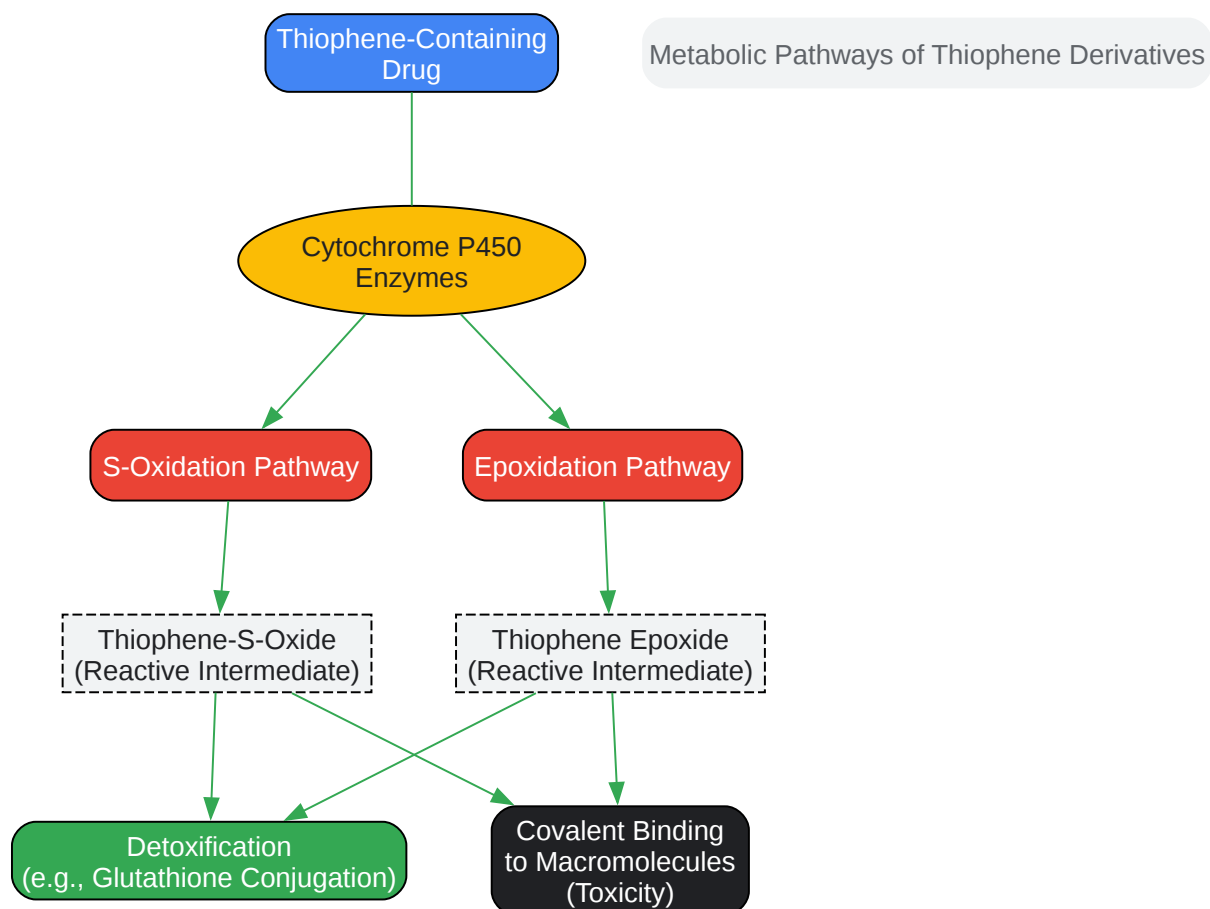 Thiophene-Containing
Drug
Metabolic Pathways of Thiophene Derivatives
Cytochrome P450
Enzymes
S-Oxidation Pathway
Epoxidation Pathway
Thiophene-S-Oxide
(Reactive Intermediate)
Thiophene Epoxide
(Reactive Intermediate)
Detoxification
(e.g., Glutathione Conjugation)
Covalent Binding
to Macromolecules
(Toxicity)